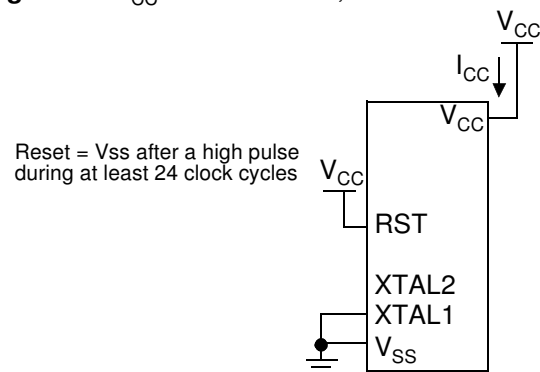 V_CC
V_CC
I_CC
V_CC
Reset = Vss after a high pulse
during at least 24 clock cycles
V_CC
RST
XTAL2
XTAL1
V_SS